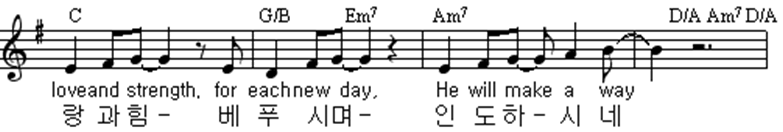 C G/B Em7 Am7 D/A Am7 D/A
loveand strength, for eachnew day, He will make a way
랑 과힘- 베 푸 시며- 인 도하-시 네